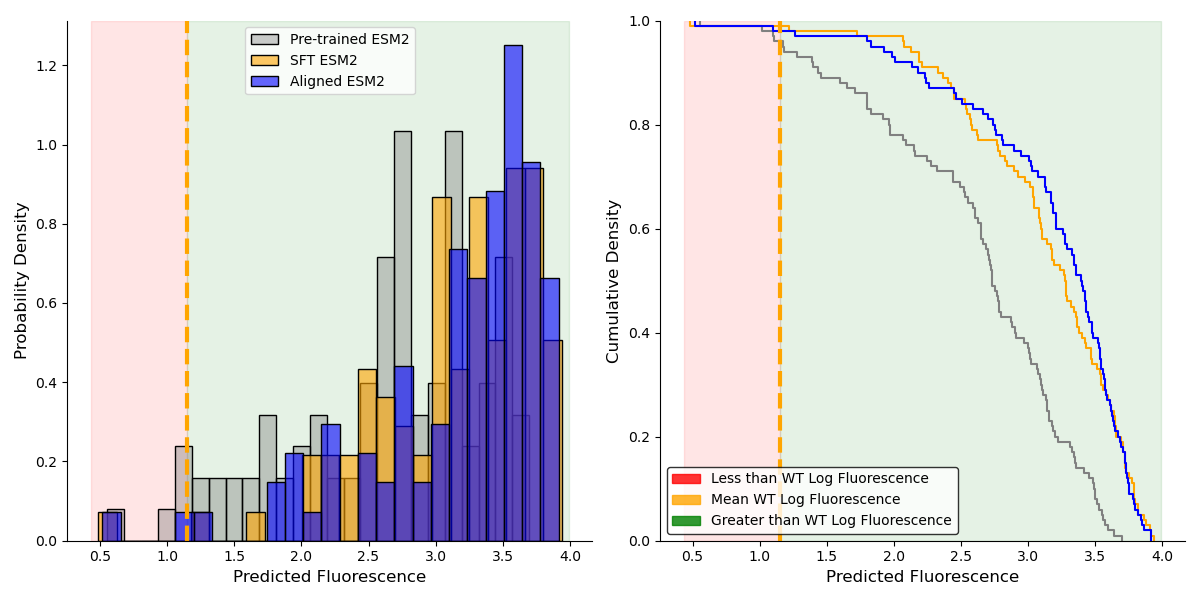 Pre-trained ESM2
SFT ESM2
Aligned ESM2
Probability Density
1.2
1.0
0.8
0.6
0.4
0.2
0.0
0.5 1.0 1.5 2.0 2.5 3.0 3.5 4.0
Predicted Fluorescence
Cumulative Density
1.0
0.8
0.6
0.4
0.2
0.0
Less than WT Log Fluorescence
Mean WT Log Fluorescence
Greater than WT Log Fluorescence
0.5 1.0 1.5 2.0 2.5 3.0 3.5 4.0
Predicted Fluorescence